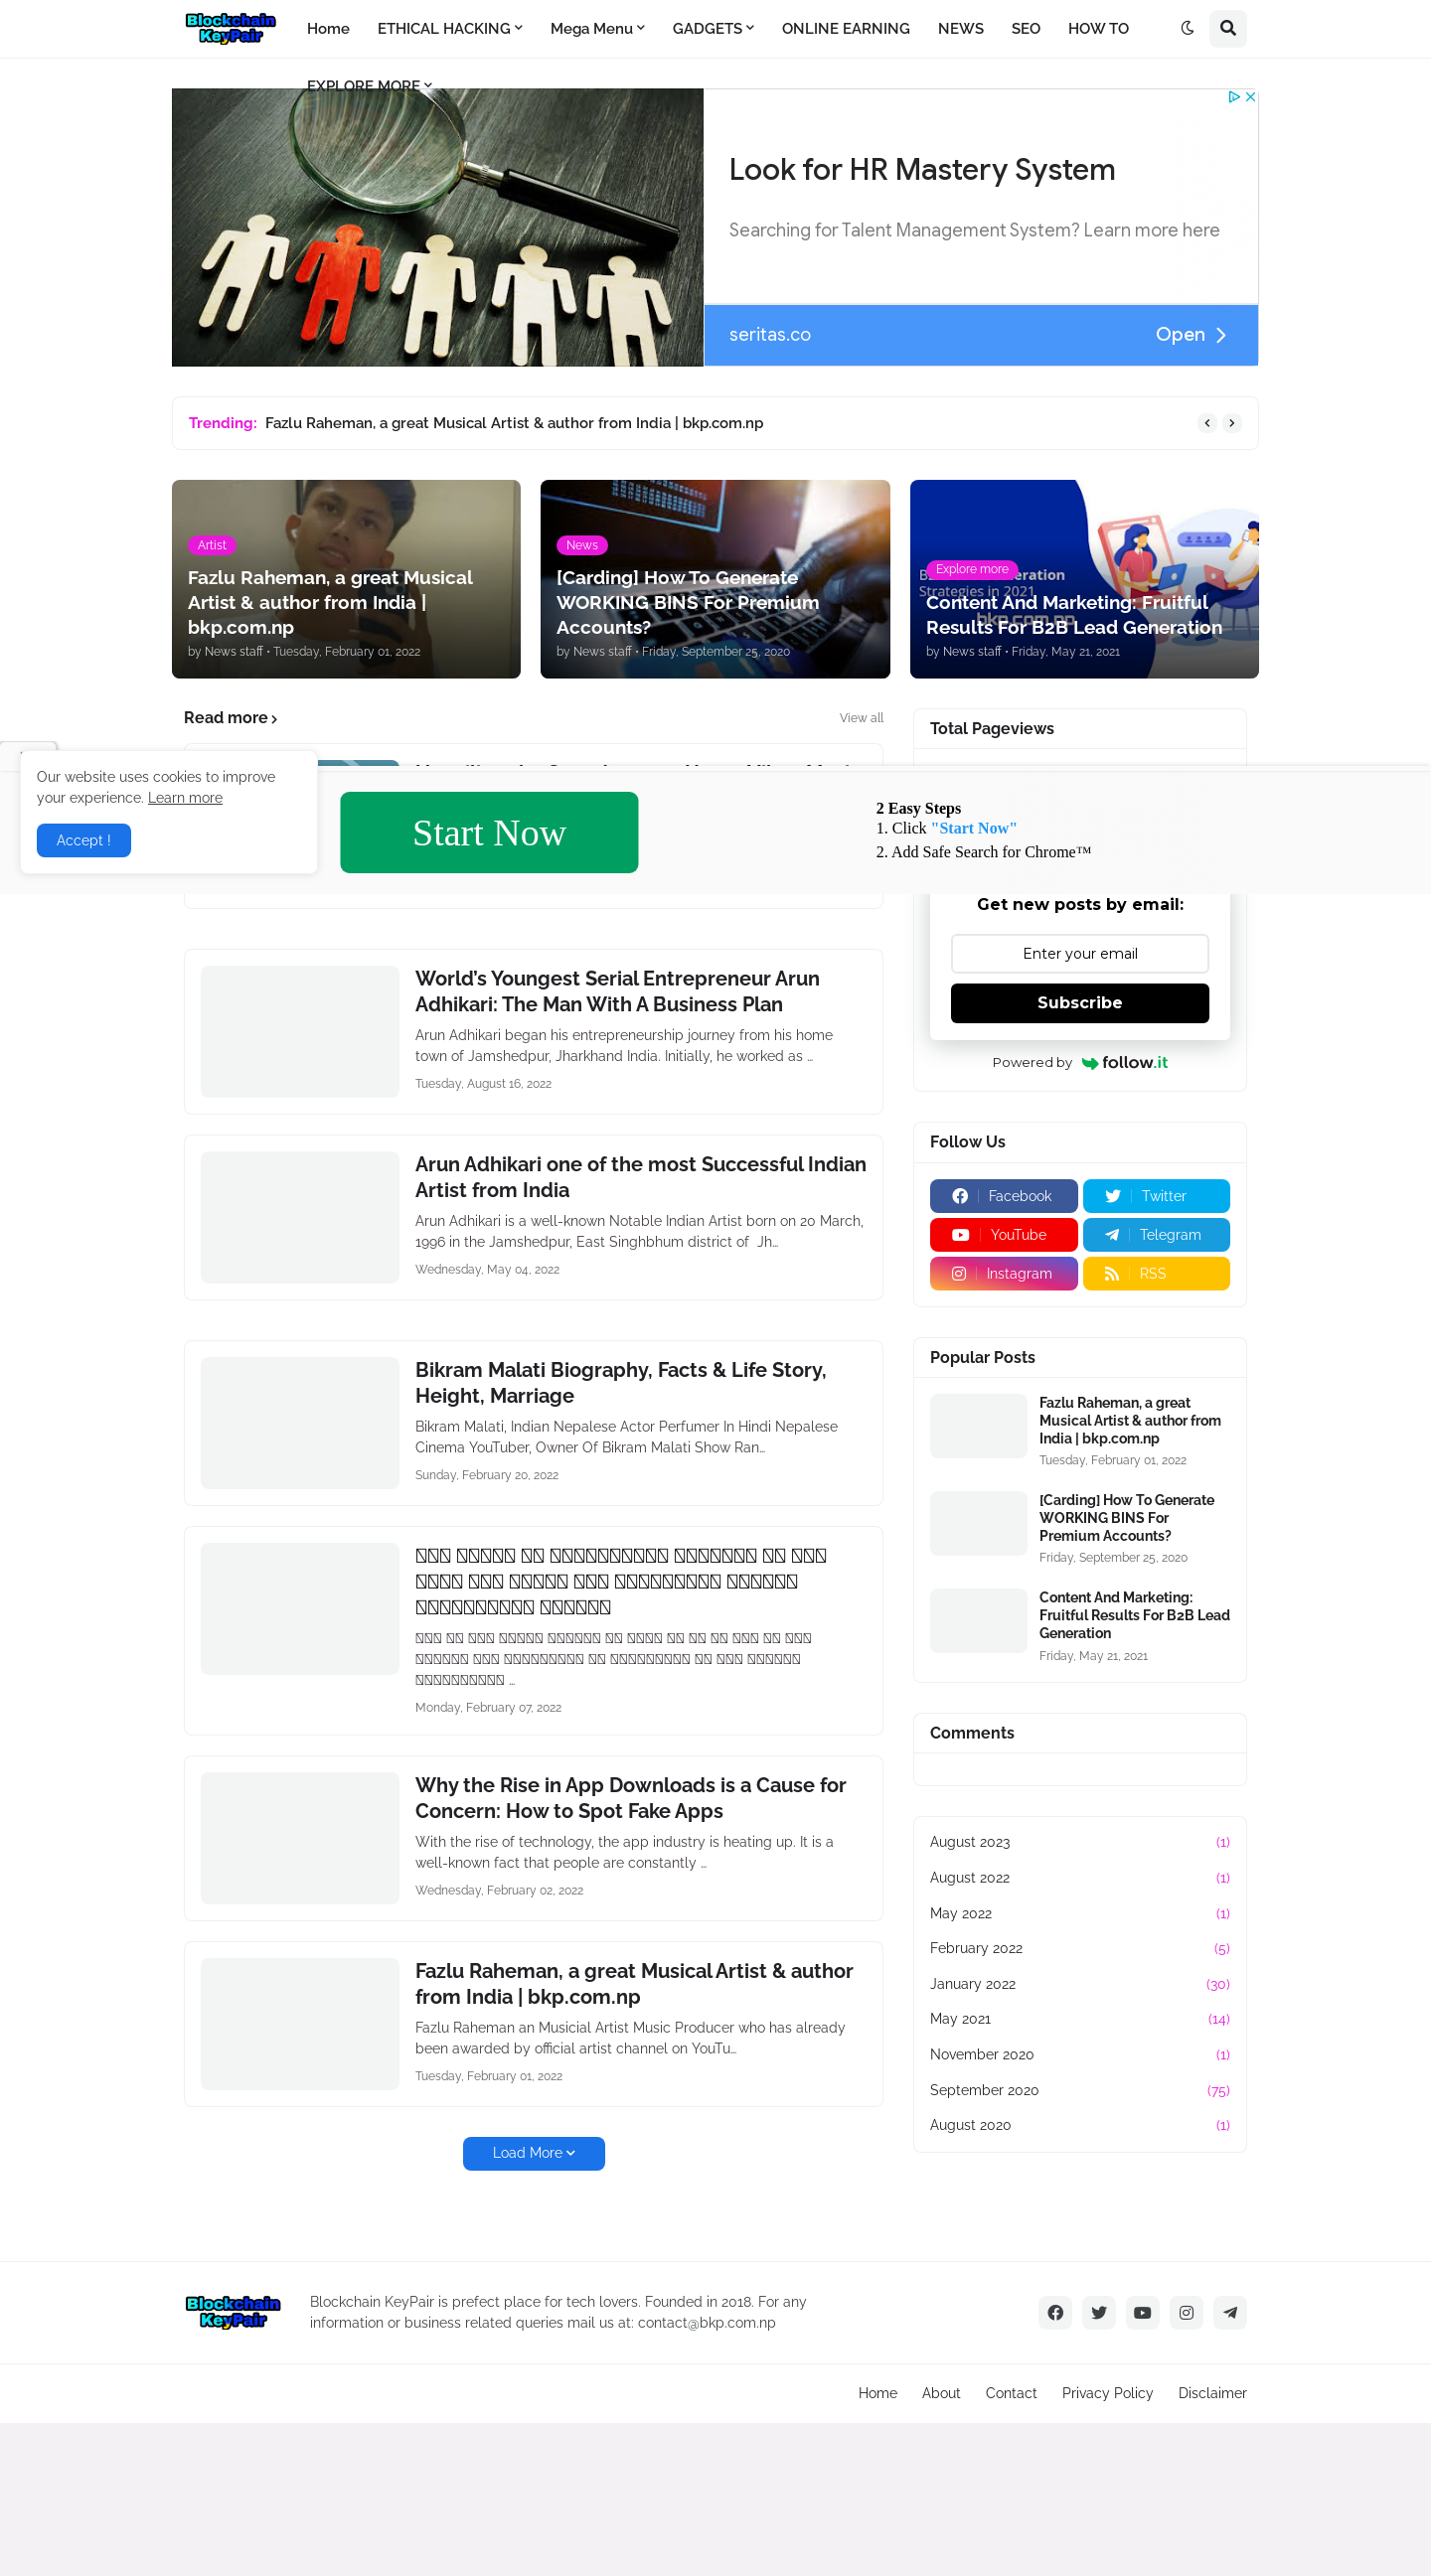 Blockchain
KeyPair
Home ETHICAL HACKING Mega Menu GADGETS ONLINE EARNING NEWS SEO HOW TO
EXPLORE MORE
Look for HR Mastery System
Searching for Talent Management System? Learn more here
seritas.co Open
Trending: Fazlu Raheman, a great Musical Artist & author from India | bkp.com.np
Artist
Fazlu Raheman, a great Musical
Artist & author from India |
bkp.com.np
by News staff • Tuesday, February 01, 2022
News
[Carding] How To Generate
WORKING BINS For Premium
Accounts?
by News staff • Friday, September 25, 2020
Explore more
Strategies in 2021
Content And Marketing: Fruitful
Results For B2B Lead Generation
bkp.com.np
by News staff • Friday, May 21, 2021
Read more
View all
Our website uses cookies to improve
your experience. Learn more
Accept !
Start Now
2 Easy Steps
1. Click "Start Now"
2. Add Safe Search for Chrome™
World's Youngest Serial Entrepreneur Arun
Adhikari: The Man With A Business Plan
Arun Adhikari began his entrepreneurship journey from his home
town of Jamshedpur, Jharkhand India. Initially, he worked as …
Tuesday, August 16, 2022
Arun Adhikari one of the most Successful Indian
Artist from India
Arun Adhikari is a well-known Notable Indian Artist born on 20 March,
1996 in the Jamshedpur, East Singhbhum district of Jh…
Wednesday, May 04, 2022
Bikram Malati Biography, Facts & Life Story,
Height, Marriage
Bikram Malati, Indian Nepalese Actor Perfumer In Hindi Nepalese
Cinema YouTuber, Owner Of Bikram Malati Show Ran…
Sunday, February 20, 2022
Monday, February 07, 2022
Why the Rise in App Downloads is a Cause for
Concern: How to Spot Fake Apps
With the rise of technology, the app industry is heating up. It is a
well-known fact that people are constantly …
Wednesday, February 02, 2022
Fazlu Raheman, a great Musical Artist & author
from India | bkp.com.np
Fazlu Raheman an Musicial Artist Music Producer who has already
been awarded by official artist channel on YouTu…
Tuesday, February 01, 2022
Load More
Total Pageviews
Get new posts by email:
Enter your email
Subscribe
Powered by follow.it
Follow Us
Facebook Twitter
YouTube Telegram
Instagram RSS
Popular Posts
Fazlu Raheman, a great
Musical Artist & author from
India | bkp.com.np
Tuesday, February 01, 2022
[Carding] How To Generate
WORKING BINS For
Premium Accounts?
Friday, September 25, 2020
Content And Marketing:
Fruitful Results For B2B Lead
Generation
Friday, May 21, 2021
Comments
August 2023 (1)
August 2022 (1)
May 2022 (1)
February 2022 (5)
January 2022 (30)
May 2021 (14)
November 2020 (1)
September 2020 (75)
August 2020 (1)
Blockchain
KeyPair
Blockchain KeyPair is prefect place for tech lovers. Founded in 2018. For any
information or business related queries mail us at: contact@bkp.com.np
Home About Contact Privacy Policy Disclaimer